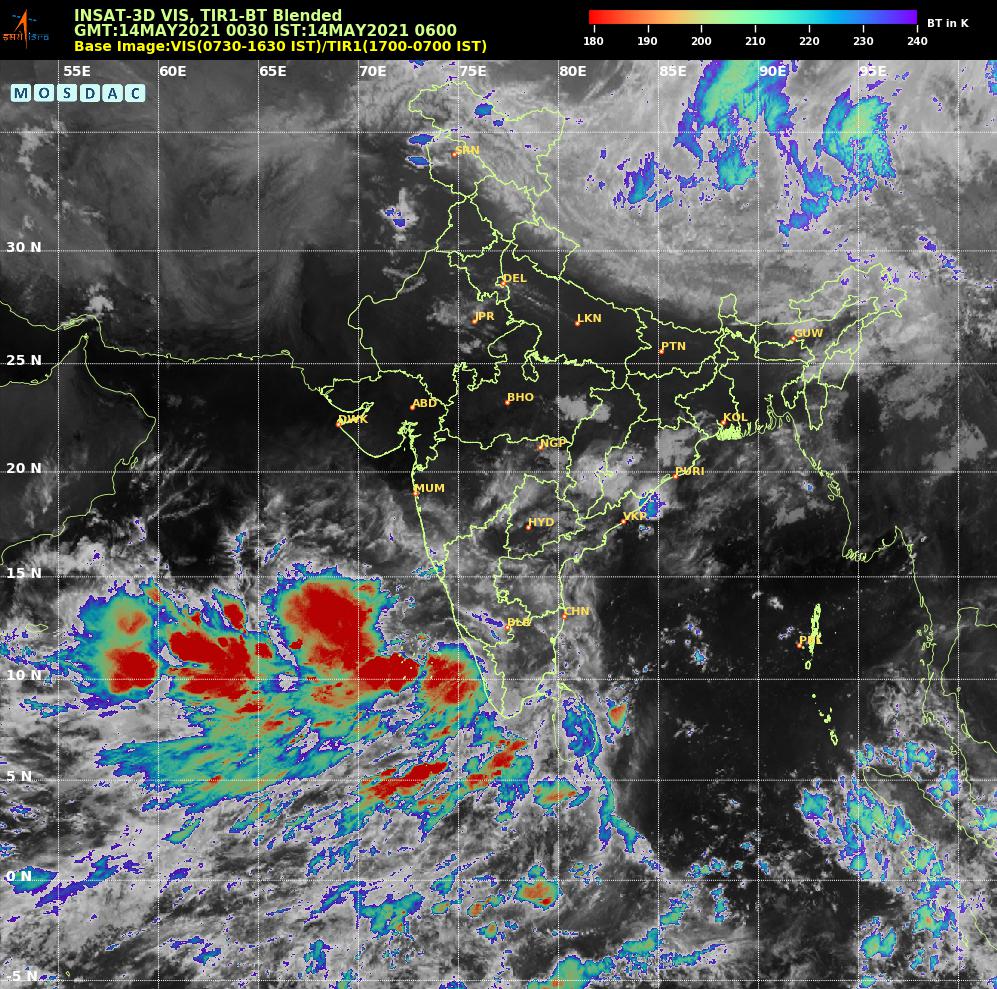 INSAT-3D VIS, TIR1-BT Blended
GMT:14MAY2021 0030 IST:14MAY2021 0600
Base Image:VIS(0730-1630 IST)/TIR1(1700-0700 IST)
BT in K
180 190 200 210 220 230 240
55E 60E 65E 70E 75E 80E 85E 90E 95E
MOSDAC
SRN
30 N
DEL
JPR
LKN
GUW
PTN
25 N
ABD
BHO
DWK
KOL
NGP
20 N
PURI
MUM
HYD
VKP
15 N
CHN
BLG
10 N
5 N
0 N
-5 N